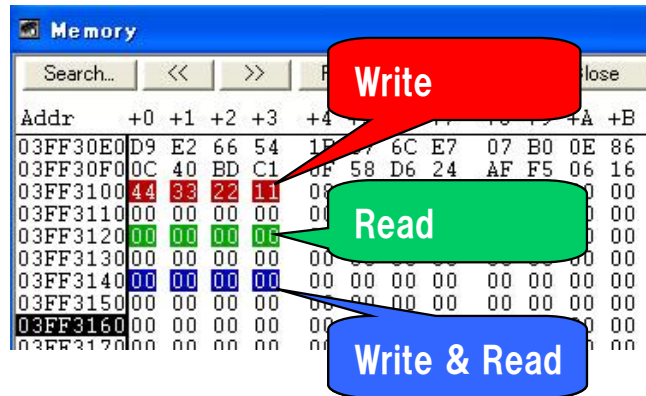 Memory
Search... << >> Write Close
Addr +0 +1 +2 +3 +4 +A +B
03FF30E0 D9 E2 66 54 6C E7 07 B0 0E 86
03FF30F0 0C 40 BD C1 0F 58 D6 24 AF F5 06 16
03FF3100 44 33 22 11 08 00
03FF3110 00 00 00 00 00
03FF3120 00 00 00 00 Read 00
03FF3130 00 00 00 00 00
03FF3140 00 00 00 00 00 00 00 00 00 00 00 00
03FF3150 00 00 00 00 00 00 00 00 00 00 00
03FF3160 00 00 00 00 00
03FF3170 00 00 00 00 00
Write & Read